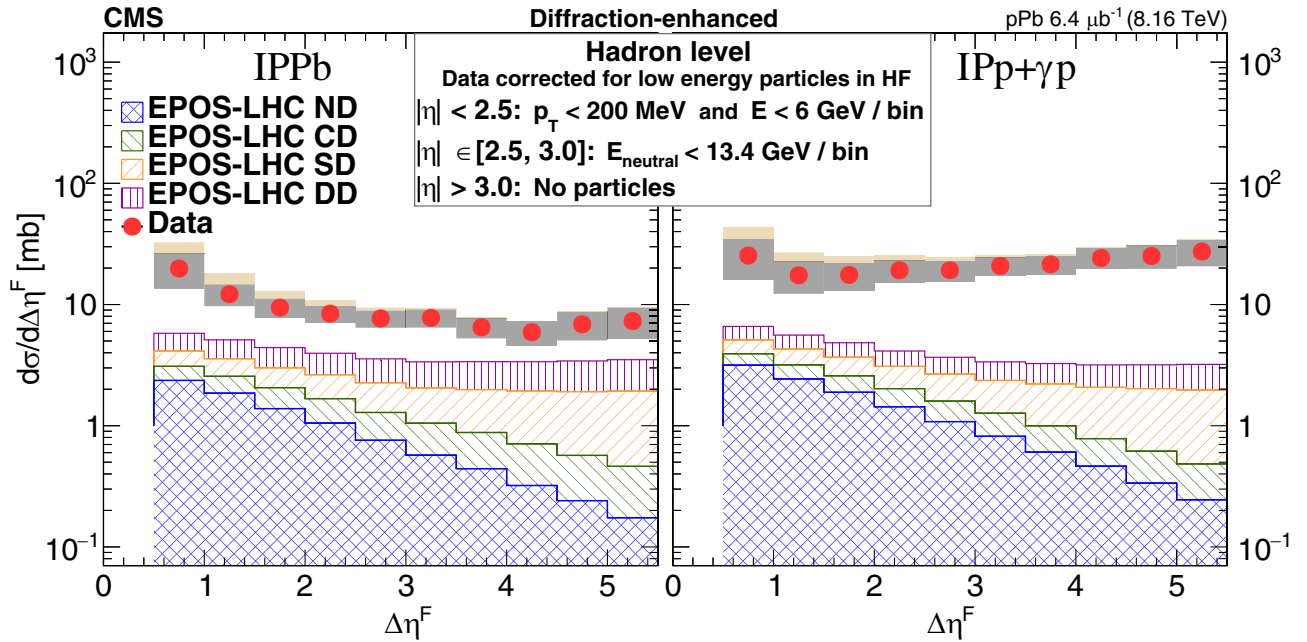 CMS
Diffraction-enhanced
pPb 6.4 μb⁻¹ (8.16 TeV)
IPPb
EPOS-LHC ND
EPOS-LHC CD
EPOS-LHC SD
EPOS-LHC DD
Data
Hadron level
Data corrected for low energy particles in HF
|η| < 2.5: p_T < 200 MeV and E < 6 GeV / bin
|η| ∈ [2.5, 3.0]: E_neutral < 13.4 GeV / bin
|η| > 3.0: No particles
IPp+γp
dσ/dΔη^F [mb]
10³
10²
10
1
10⁻¹
10³
10²
10
1
10⁻¹
0 1 2 3 4 5
0 1 2 3 4 5
Δη^F
Δη^F